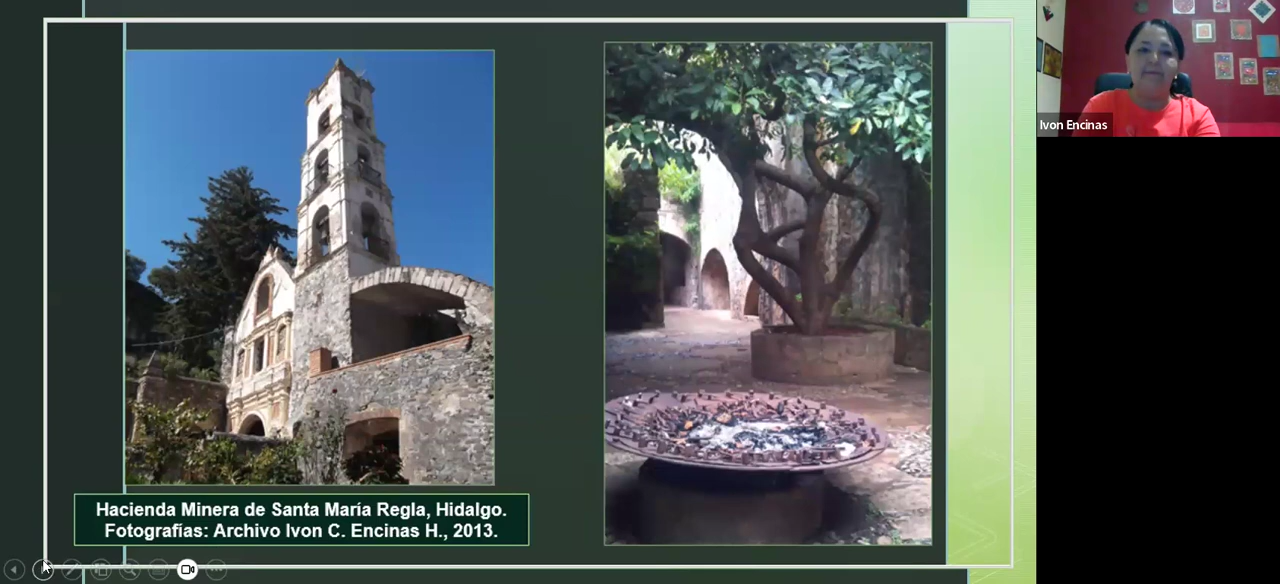 Hacienda Minera de Santa María Regla, Hidalgo.
Fotografías: Archivo Ivon C. Encinas H., 2013.
Ivon Encinas